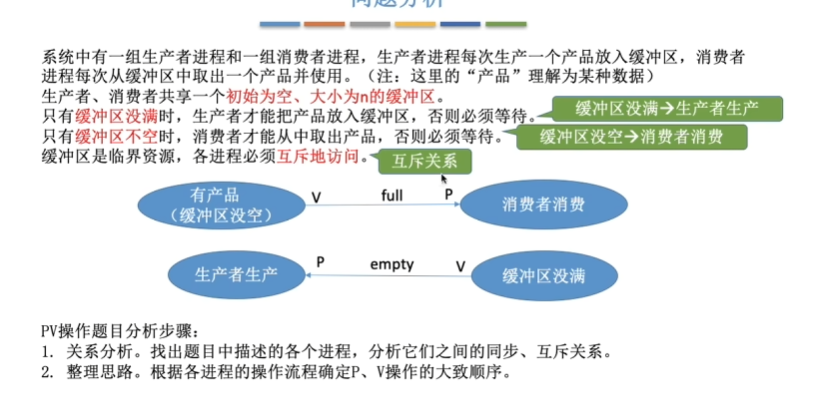 问题分析
系统中有一组生产者进程和一组消费者进程，生产者进程每次生产一个产品放入缓冲区，消费者
进程每次从缓冲区中取出一个产品并使用。（注：这里的“产品”理解为某种数据）
生产者、消费者共享一个初始为空、大小为n的缓冲区。
只有缓冲区没满时，生产者才能把产品放入缓冲区，否则必须等待。
缓冲区没满→生产者生产
只有缓冲区不空时，消费者才能从中取出产品，否则必须等待。
缓冲区没空→消费者消费
缓冲区是临界资源，各进程必须互斥地访问。
互斥关系
有产品
（缓冲区没空）
V full P
消费者消费
生产者生产
P empty V
缓冲区没满
PV操作题目分析步骤：
1. 关系分析。找出题目中描述的各个进程，分析它们之间的同步、互斥关系。
2. 整理思路。根据各进程的操作流程确定P、V操作的大致顺序。